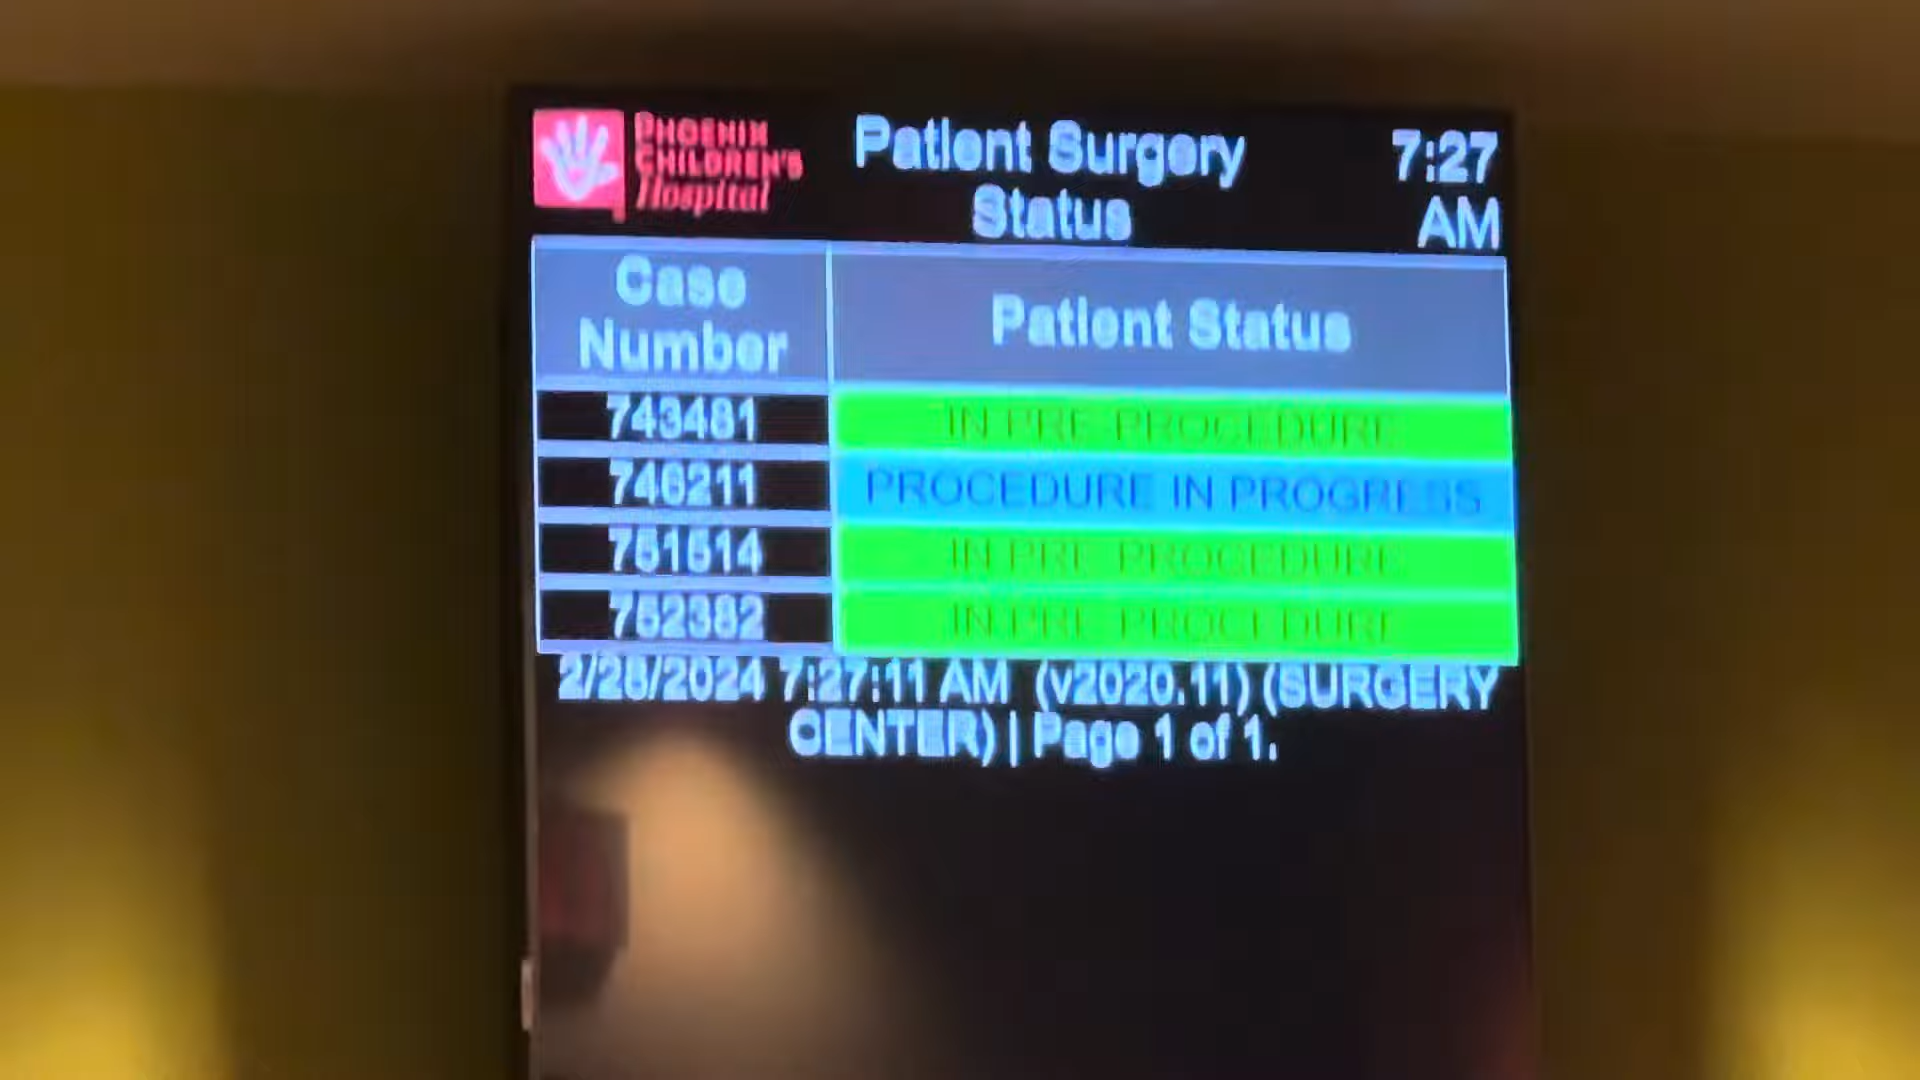 PHOENIX
CHILDREN'S
Hospital
Patient Surgery
Status
7:27
AM
Case
Number
Patient Status
743481
IN PRE-PROCEDURE
746211
PROCEDURE IN PROGRESS
751514
IN PRE-PROCEDURE
752382
IN PRE-PROCEDURE
2/28/2024 7:27:11 AM (v2020.11) (SURGERY
CENTER) | Page 1 of 1.